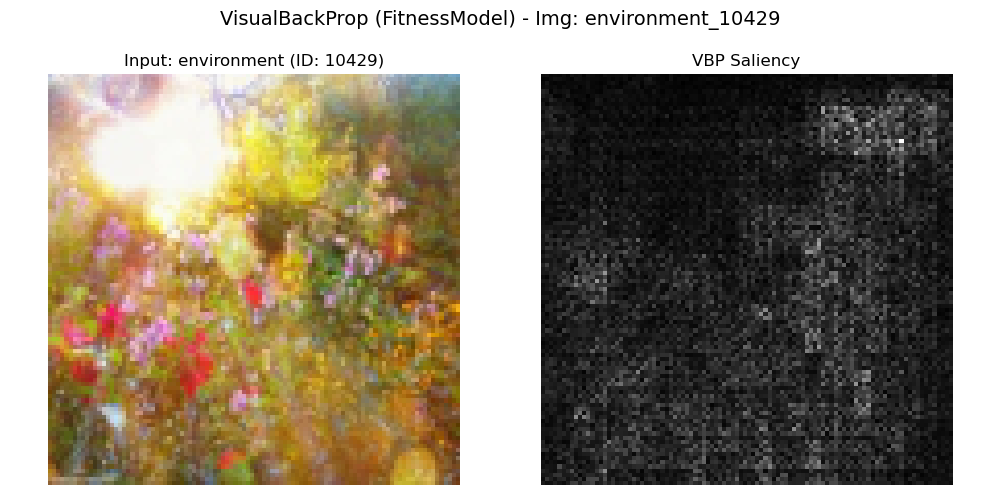 VisualBackProp (FitnessModel) - Img: environment_10429
Input: environment (ID: 10429)
VBP Saliency